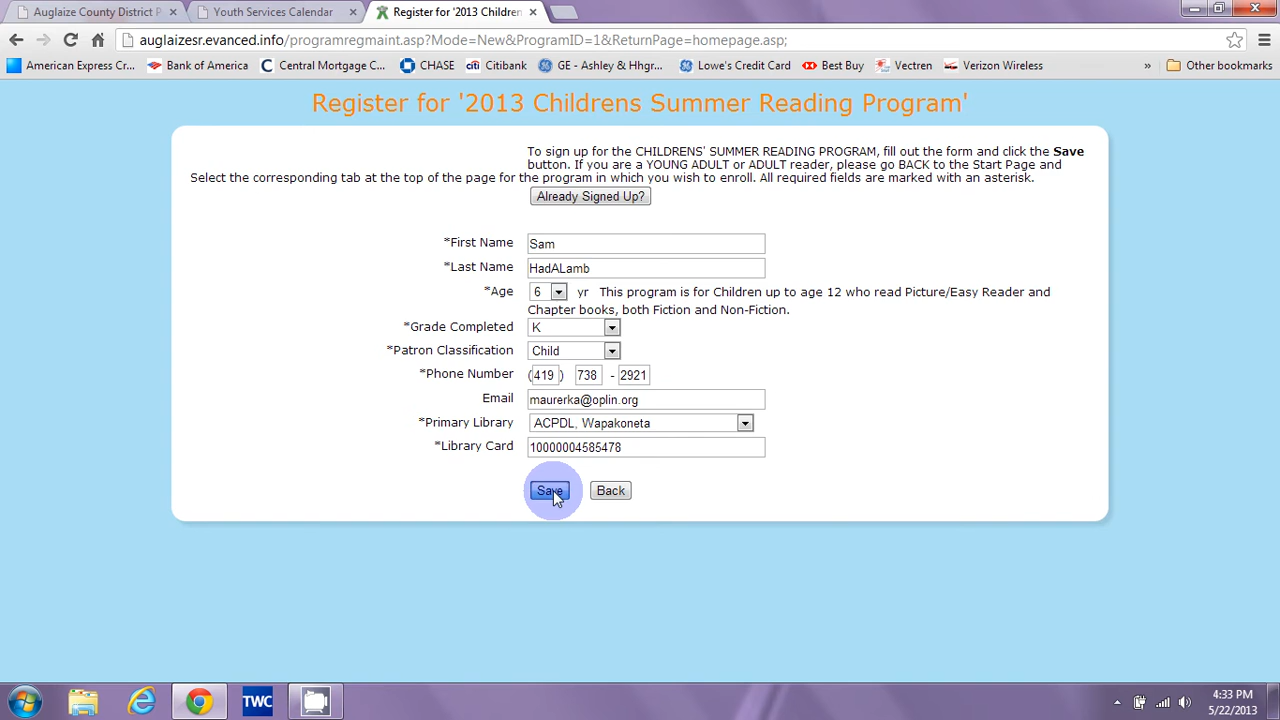 Auglaize County District P
Youth Services Calendar
Register for '2013 Childrer
auglaizesr.evanced.info/programregmaint.asp?Mode=New&ProgramID=1&ReturnPage=homepage.asp;
American Express Cr...
Bank of America
Central Mortgage C...
CHASE
citi Citibank
GE - Ashley & Hhgr...
Lowe's Credit Card
Best Buy
Vectren
Verizon Wireless
»
Other bookmarks
Register for '2013 Childrens Summer Reading Program'
To sign up for the CHILDRENS' SUMMER READING PROGRAM, fill out the form and click the Save
button. If you are a YOUNG ADULT or ADULT reader, please go BACK to the Start Page and
Select the corresponding tab at the top of the page for the program in which you wish to enroll. All required fields are marked with an asterisk.
Already Signed Up?
*First Name Sam
*Last Name HadALamb
*Age 6 yr This program is for Children up to age 12 who read Picture/Easy Reader and
Chapter books, both Fiction and Non-Fiction.
*Grade Completed K
*Patron Classification Child
*Phone Number (419) 738 - 2921
Email maurerka@oplin.org
*Primary Library ACPDL, Wapakoneta
*Library Card 10000004585478
Save Back
TWC
4:33 PM
5/22/2013